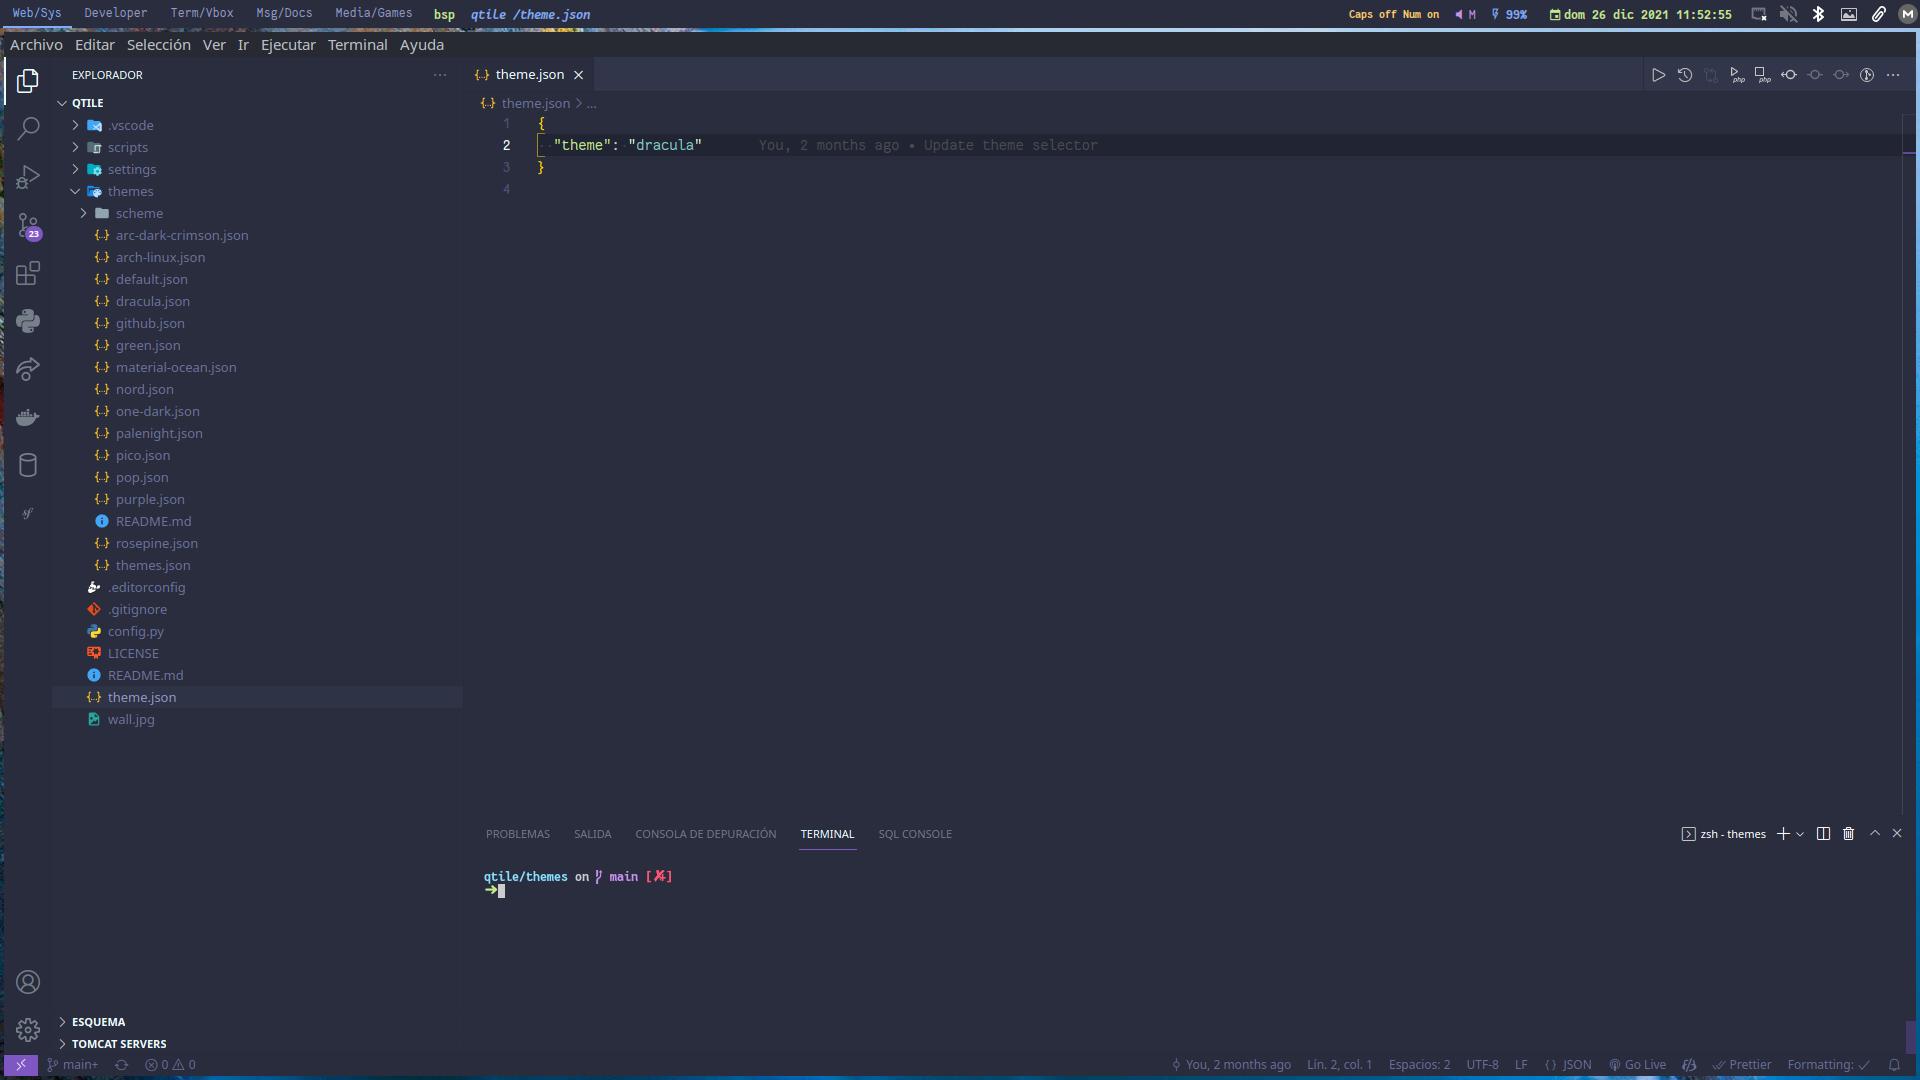 Web/Sys Developer Term/Vbox Msg/Docs Media/Games bsp qtile /theme.json Caps off Num on M 99% dom 26 dic 2021 11:52:55 M
Archivo Editar Selección Ver Ir Ejecutar Terminal Ayuda
EXPLORADOR
theme.json
QTILE
theme.json > ...
.vscode
scripts
settings
themes
scheme
arc-dark-crimson.json
arch-linux.json
default.json
dracula.json
github.json
green.json
material-ocean.json
nord.json
one-dark.json
palenight.json
pico.json
pop.json
purple.json
README.md
rosepine.json
themes.json
.editorconfig
.gitignore
config.py
LICENSE
README.md
theme.json
wall.jpg
23
1 {
2 "theme": "dracula" You, 2 months ago • Update theme selector
3 }
4
php php
PROBLEMAS SALIDA CONSOLA DE DEPURACIÓN TERMINAL SQL CONSOLE zsh - themes
qtile/themes on main [✘]
➜
ESQUEMA
TOMCAT SERVERS
main+ 0 0 You, 2 months ago Lín. 2, col. 1 Espacios: 2 UTF-8 LF {} JSON Go Live Prettier Formatting: ✓